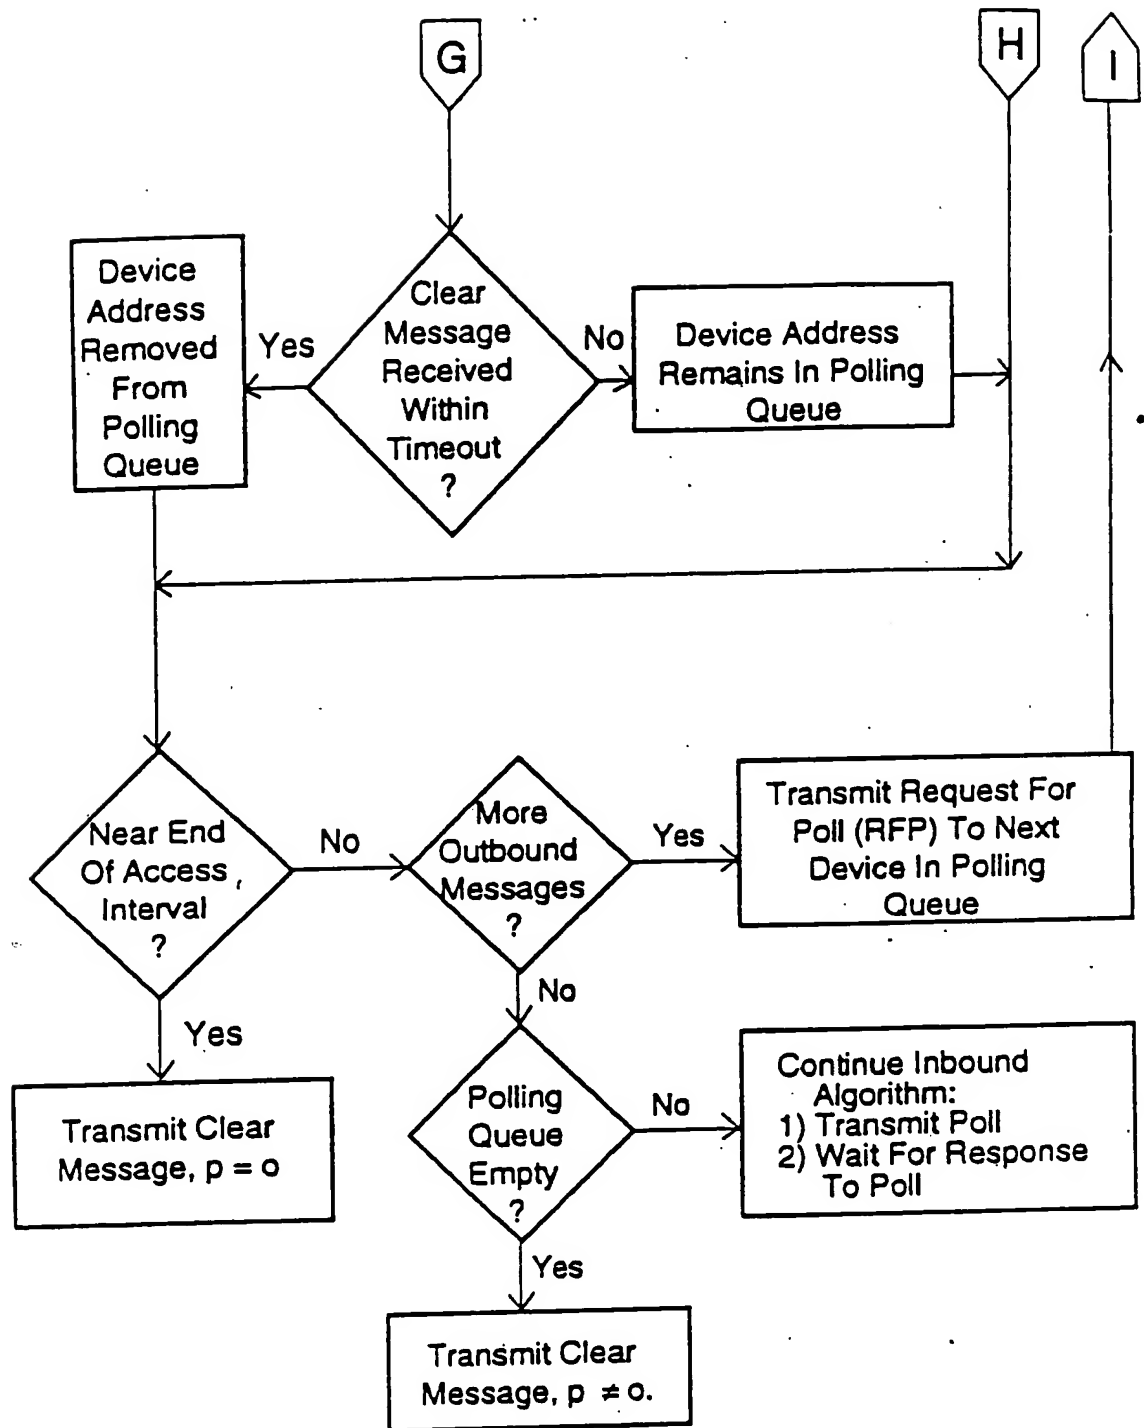 G
H
I
Device
Address
Removed
From
Polling
Queue
Yes
Clear
Message
Received
Within
Timeout
?
No
Device Address
Remains In Polling
Queue
Near End
Of Access
Interval
?
No
More
Outbound
Messages
?
Yes
Transmit Request For
Poll (RFP) To Next
Device In Polling
Queue
Yes
Transmit Clear
Message, p = o
No
Polling
Queue
Empty
?
No
Continue Inbound
Algorithm:
1) Transmit Poll
2) Wait For Response
To Poll
Yes
Transmit Clear
Message, p ≠ o.